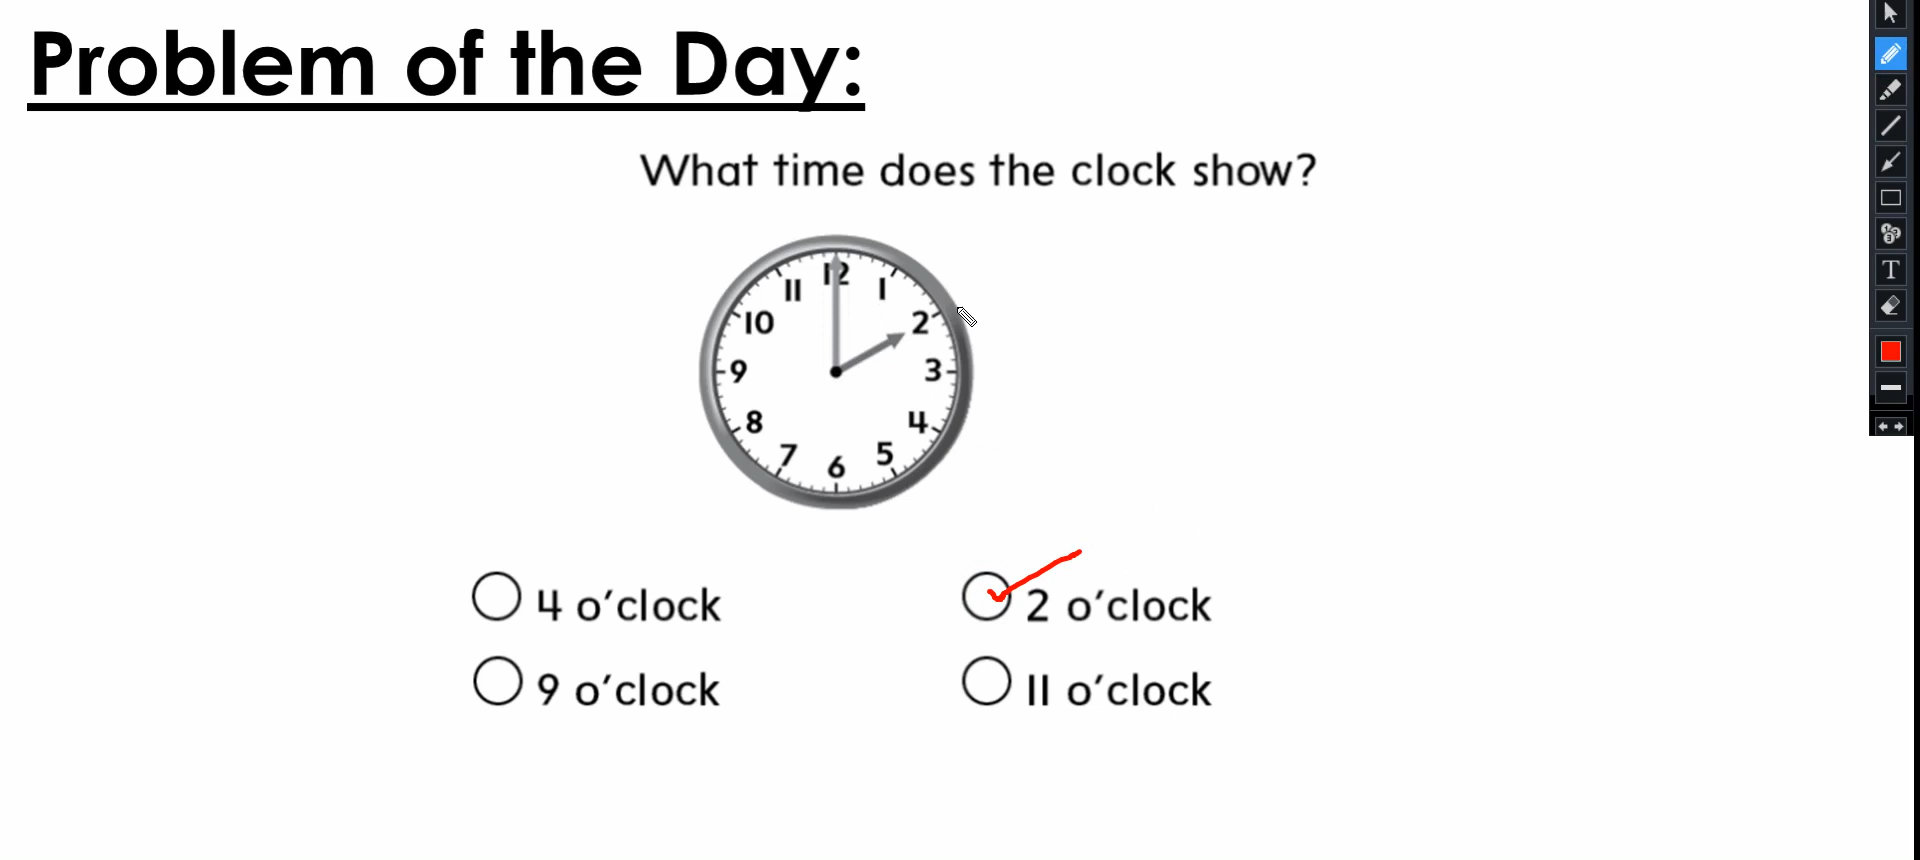 Problem of the Day:
What time does the clock show?
12
11
1
10
2
9
3
8
4
7
5
6
4 o’clock
2 o’clock
9 o’clock
11 o’clock
T